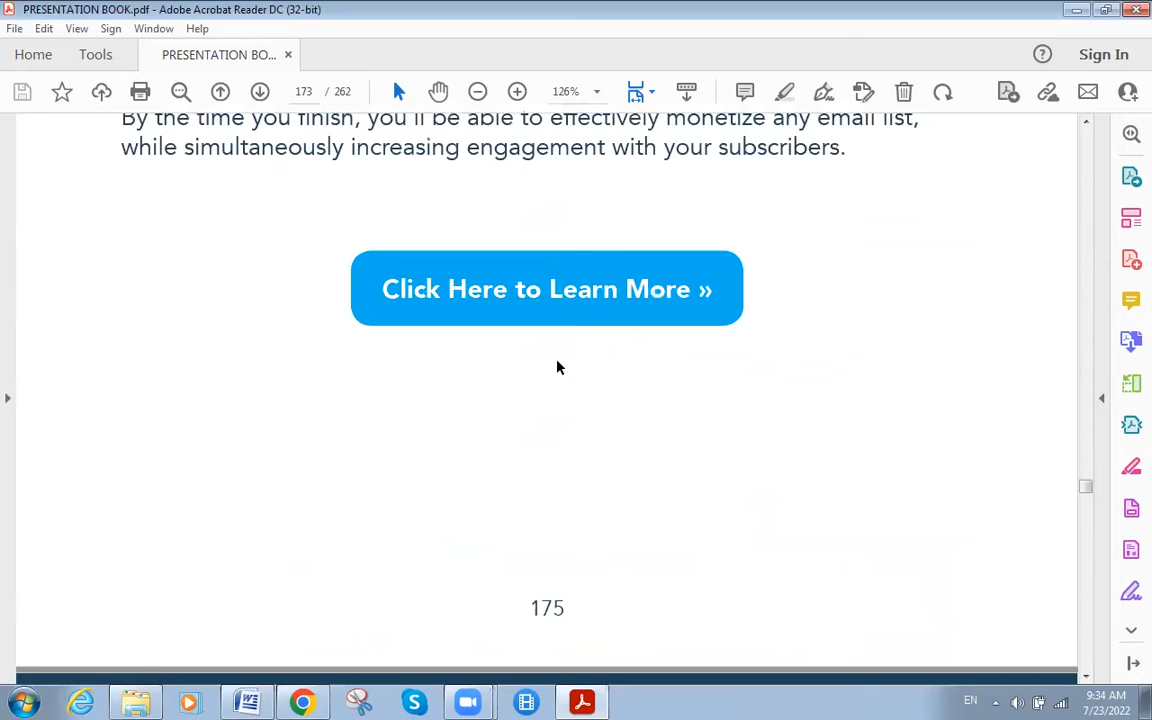 PRESENTATION BOOK.pdf - Adobe Acrobat Reader DC (32-bit)
File Edit View Sign Window Help
Home Tools PRESENTATION BO... × Sign In
173 / 262 126%
By the time you finish, you'll be able to effectively monetize any email list,
while simultaneously increasing engagement with your subscribers.
Click Here to Learn More »
175
EN 9:34 AM
7/23/2022